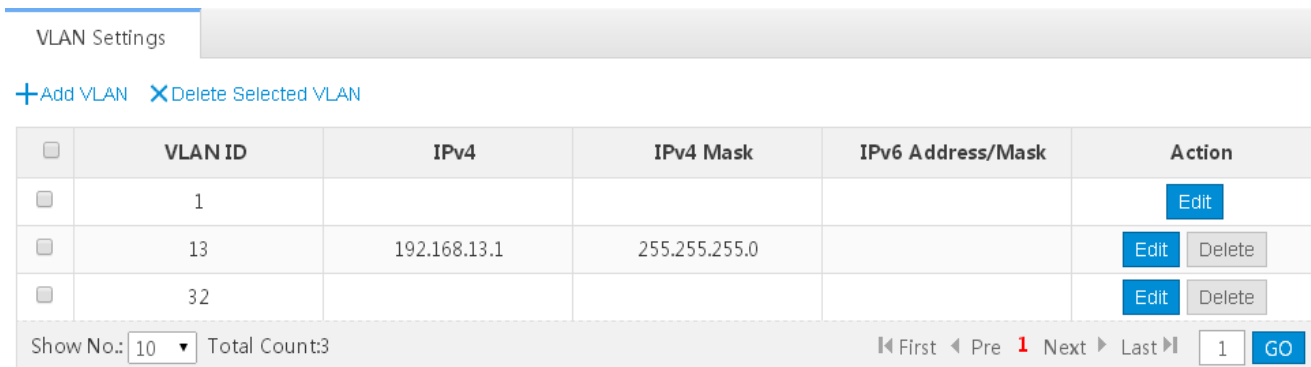 VLAN Settings
Add VLAN Delete Selected VLAN
VLAN ID IPv4 IPv4 Mask IPv6 Address/Mask Action
1 Edit
13 192.168.13.1 255.255.255.0 Edit Delete
32 Edit Delete
Show No.: 10 Total Count:3 First Pre 1 Next Last 1 GO